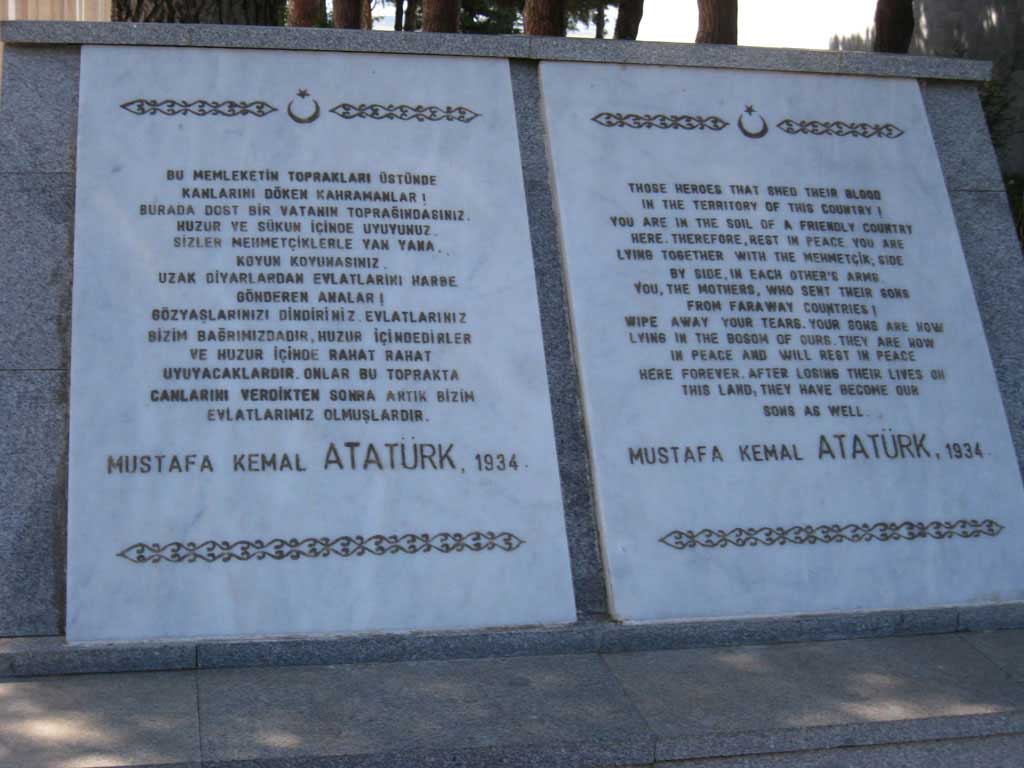 BU MEMLEKETİN TOPRAKLARI ÜSTÜNDE
KANLARINI DÖKEN KAHRAMANLAR!
BURADA DOST BİR VATANIN TOPRAĞINDASINIZ.
HUZUR VE SÜKUN İÇİNDE UYUYUNUZ.
SİZLER MEHMETÇİKLERLE YAN YANA.
KOYUN KOYUNASINIZ.
UZAK DİYARLARDAN EVLATLARINI HARBE
GÖNDEREN ANALAR!
GÖZYAŞLARINIZI DİNDİRİNİZ. EVLATLARINIZ
BİZİM BAĞRIMIZDADIR, HUZUR İÇİNDEDİRLER
VE HUZUR İÇİNDE RAHAT RAHAT
UYUYACAKLARDIR. ONLAR BU TOPRAKTA
CANLARINI VERDİKTEN SONRA ARTIK BİZİM
EVLATLARIMIZ OLMUŞLARDIR.
MUSTAFA KEMAL ATATÜRK, 1934.
THOSE HEROES THAT SHED THEIR BLOOD
IN THE TERRITORY OF THIS COUNTRY!
YOU ARE IN THE SOIL OF A FRIENDLY COUNTRY
HERE. THEREFORE, REST IN PEACE. YOU ARE
LYING TOGETHER WITH THE MEHMETÇİK, SIDE
BY SIDE, IN EACH OTHER'S ARMS.
YOU, THE MOTHERS, WHO SENT THEIR SONS
FROM FARAWAY COUNTRIES!
WIPE AWAY YOUR TEARS. YOUR SONS ARE NOW
LYING IN THE BOSOM OF OURS. THEY ARE NOW
IN PEACE AND WILL REST IN PEACE
HERE FOREVER. AFTER LOSING THEIR LIVES ON
THIS LAND, THEY HAVE BECOME OUR
SONS AS WELL.
MUSTAFA KEMAL ATATÜRK, 1934.